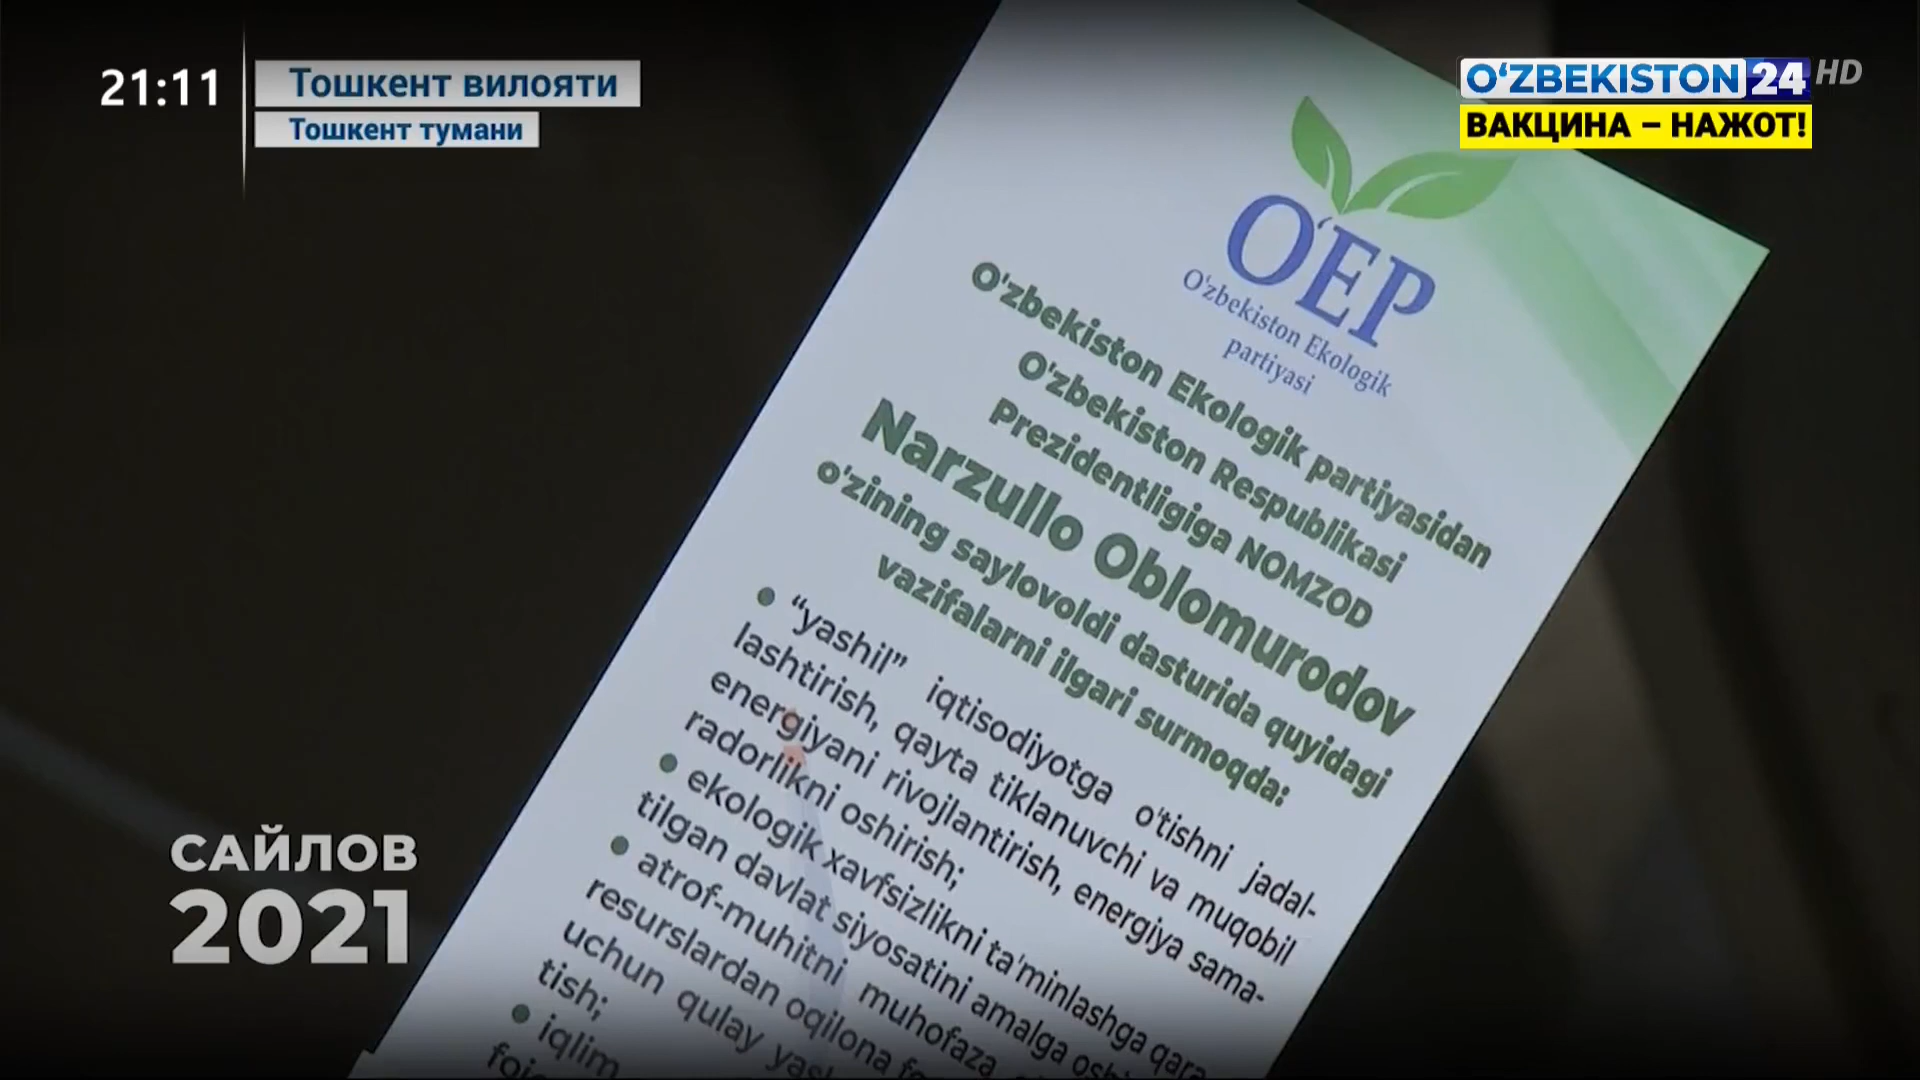 21:11
Тошкент вилояти
Тошкент тумани
O‘ZBEKISTON 24 HD
ВАКЦИНА – НАЖОТ!
O‘EP
O‘zbekiston Ekologik
partiyasi
O'zbekiston Ekologik partiyasidan
O'zbekiston Respublikasi
Prezidentligiga NOMZOD
Narzullo Oblomurodov
o'zining saylovoldi dasturida quyidagi
vazifalarni ilgari surmoqda:
• “yashil” iqtisodiyotga o‘tishni jadal-
lashtirish, qayta tiklanuvchi va muqobil
energiyani rivojlantirish, energiya sama-
radorlikni oshirish;
• ekologik xavfsizlikni ta'minlashga qara
tilgan davlat siyosatini amalga
• atrof-muhitni muhofaza
resurslardan oqilona
uchun qulay
tish;
• iqlim
САЙЛОВ
2021